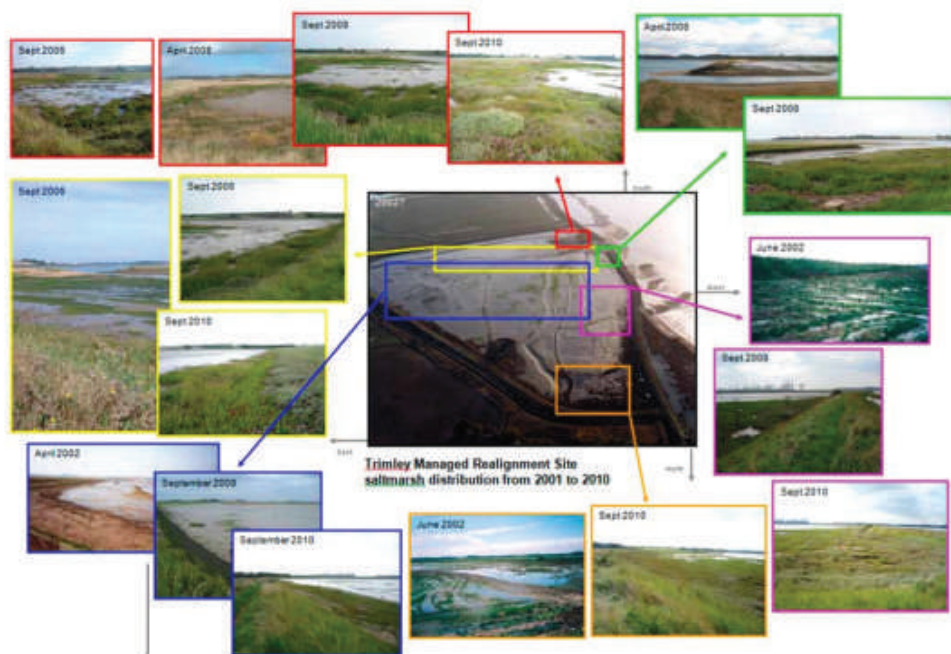 Sept 2009
April 2008
Sept 2009
Sept 2010
April 2008
Sept 2009
Sept 2009
Sept 2010
June 2002
Sept 2009
Sept 2010
April 2002
September 2009
September 2010
Trimley Managed Realignment Site
saltmarsh distribution from 2001 to 2010
June 2002
Sept 2010